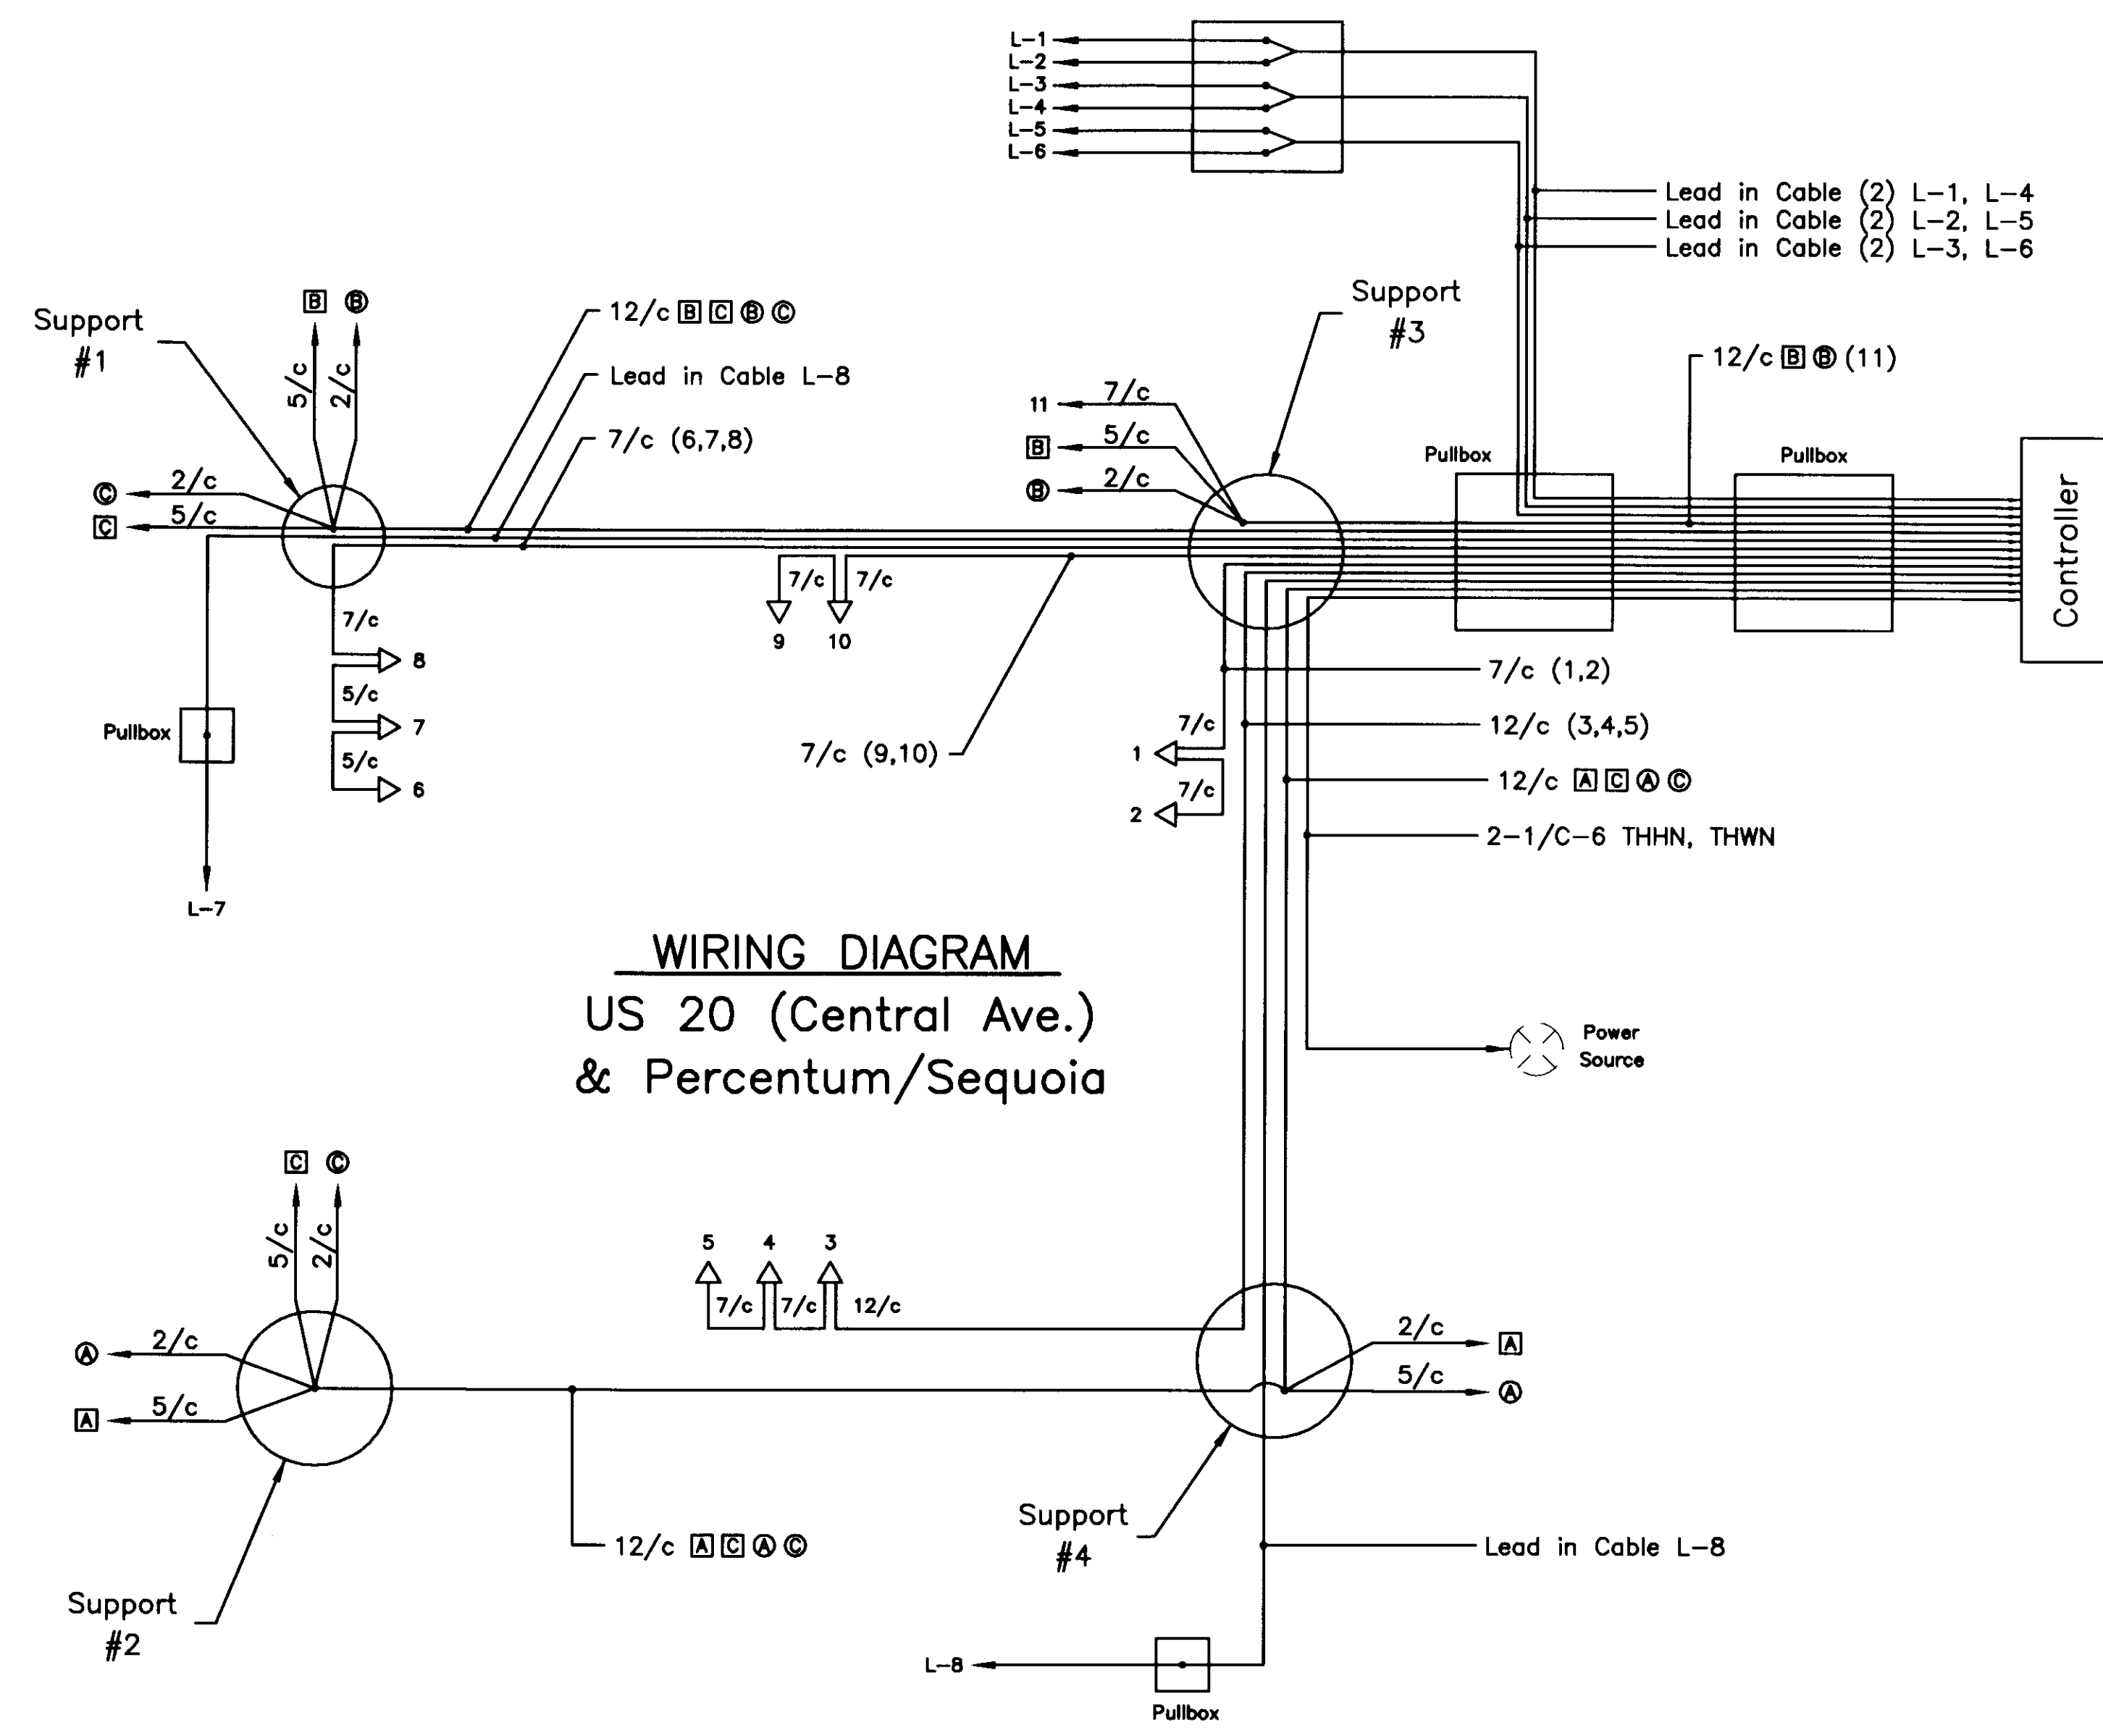 L-1
L-2
L-3
L-4
L-5
L-6
Lead in Cable (2) L-1, L-4
Lead in Cable (2) L-2, L-5
Lead in Cable (2) L-3, L-6
Support
#1
B B
5/c
2/c
12/c B C B C
Lead in Cable L-8
7/c (6,7,8)
C 2/c
C 5/c
Support
#3
12/c B B (11)
11 7/c
B 5/c
B 2/c
Pullbox
Pullbox
Controller
7/c
7/c
9
10
7/c
8
5/c
7
5/c
6
Pullbox
L-7
7/c (9,10)
7/c
1
7/c
2
7/c (1,2)
12/c (3,4,5)
12/c A C A C
2-1/C-6 THHN, THWN
WIRING DIAGRAM
US 20 (Central Ave.)
& Percentum/Sequoia
Power
Source
C C
5/c
2/c
A 2/c
A 5/c
5 4 3
7/c 7/c 12/c
2/c A
5/c A
12/c A C A C
Support
#2
Support
#4
Lead in Cable L-8
L-8
Pullbox